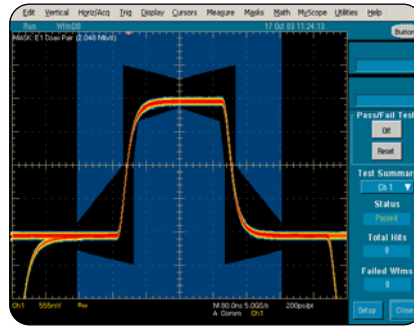 Edit Vertical Horiz/Acq Trig Display Cursors Measure Masks Math MyScope Utilities Help
Run WfmDB 17 Oct 03 11:24:13 Button
MASK: E1 Coax Pair (2.048 Mb/s)
Pass/Fail Test
Off
Reset
Test Summary
Ch 1
Status
Passed
Total Hits
0
Failed Wfms
0
Setup Close
Ch1 555mV M 80.0ns 5.0GS/s 200ps/pt
A Comm Ch1